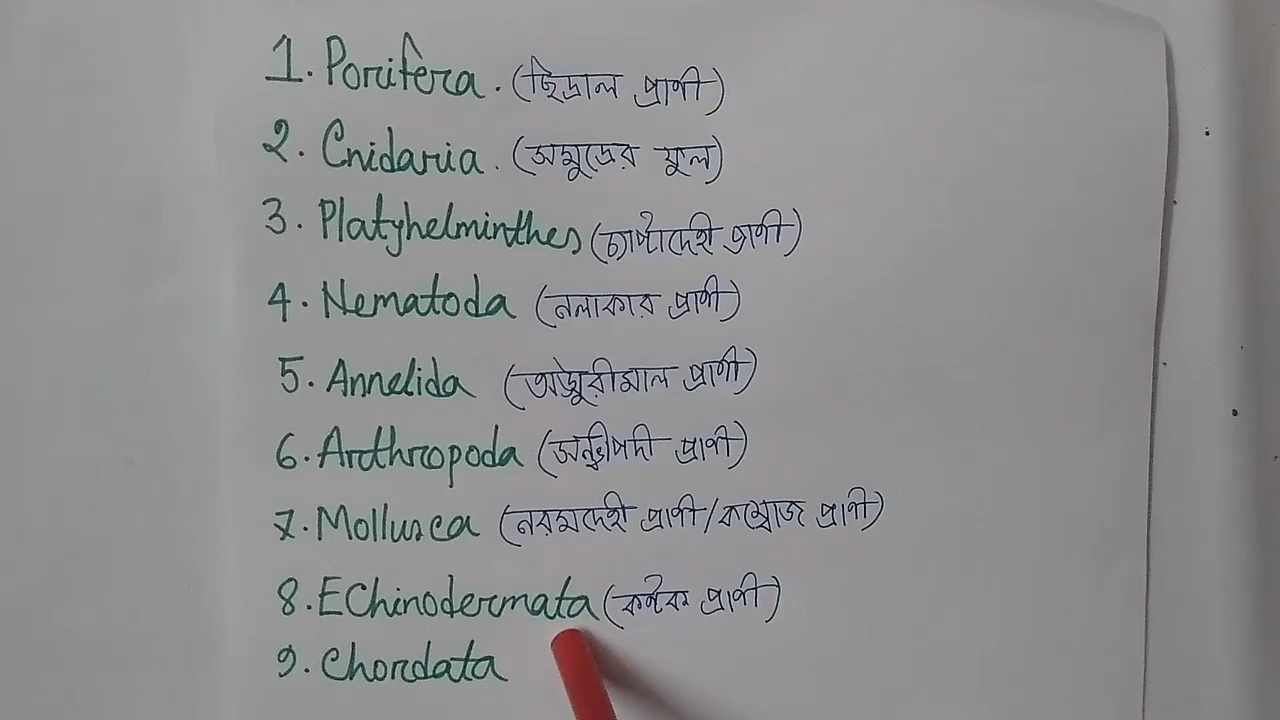 1. Porifera. (ছিদ্রাল প্রাণী)
2. Cnidaria. (সমুদ্রের ফুল)
3. Platyhelminthes (চ্যাপ্টাদেহী প্রাণী)
4. Nematoda (নলাকার প্রাণী)
5. Annelida (অঙ্গুরীমাল প্রাণী)
6. Arthropoda (সন্ধীপদী প্রাণী)
7. Mollusca (নরমদেহী প্রাণী/কম্বোজ প্রাণী)
8. EChinodermata (কণ্টক প্রাণী)
9. Chordata